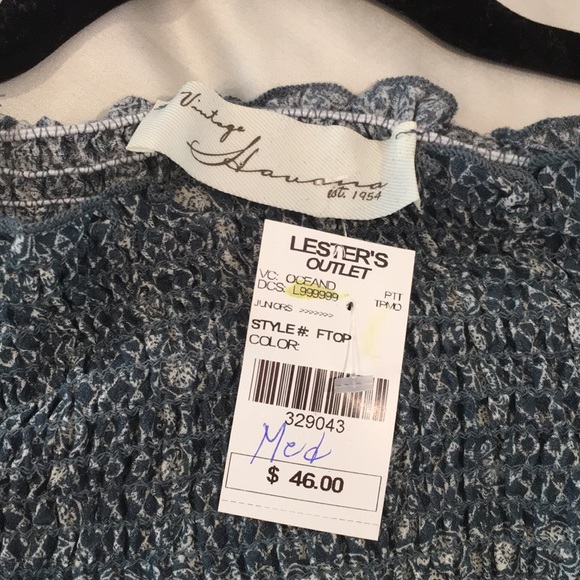 Vintage
Havana
est. 1954
LESTER'S
OUTLET
VC: OCEAND PTT
DCS: L999999 TPMO
JUNIORS >>>>>>>
STYLE #: FTOP
COLOR:
329043
Med
$ 46.00